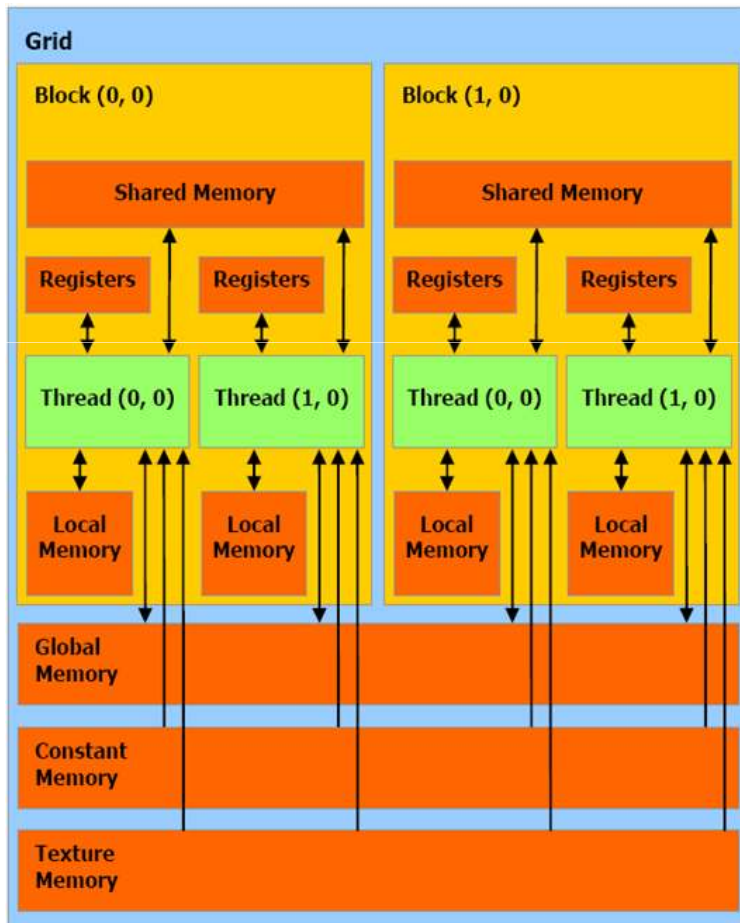 Grid
Block (0, 0)
Block (1, 0)
Shared Memory
Shared Memory
Registers
Registers
Registers
Registers
Thread (0, 0)
Thread (1, 0)
Thread (0, 0)
Thread (1, 0)
Local
Memory
Local
Memory
Local
Memory
Local
Memory
Global
Memory
Constant
Memory
Texture
Memory